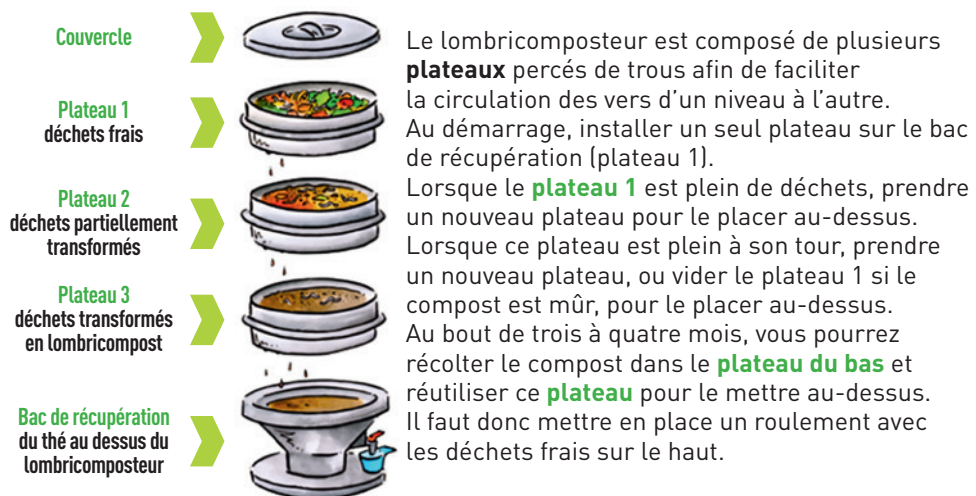 Couvercle
Plateau 1
déchets frais
Plateau 2
déchets partiellement
transformés
Plateau 3
déchets transformés
en lombricompost
Bac de récupération
du thé au dessus du
lombricomposteur
Le lombricomposteur est composé de plusieurs
plateaux percés de trous afin de faciliter
la circulation des vers d'un niveau à l'autre.
Au démarrage, installer un seul plateau sur le bac
de récupération (plateau 1).
Lorsque le plateau 1 est plein de déchets, prendre
un nouveau plateau pour le placer au-dessus.
Lorsque ce plateau est plein à son tour, prendre
un nouveau plateau, ou vider le plateau 1 si le
compost est mûr, pour le placer au-dessus.
Au bout de trois à quatre mois, vous pourrez
récolter le compost dans le plateau du bas et
réutiliser ce plateau pour le mettre au-dessus.
Il faut donc mettre en place un roulement avec
les déchets frais sur le haut.